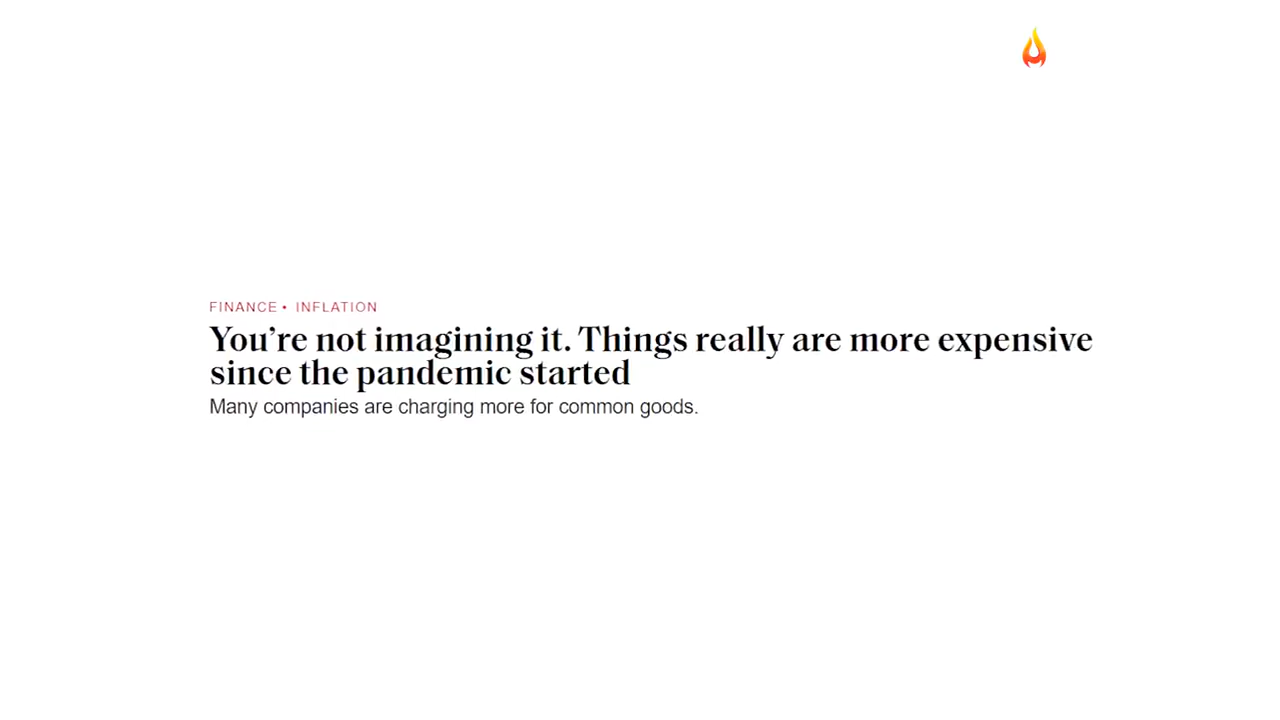 FINANCE • INFLATION
You’re not imagining it. Things really are more expensive
since the pandemic started
Many companies are charging more for common goods.